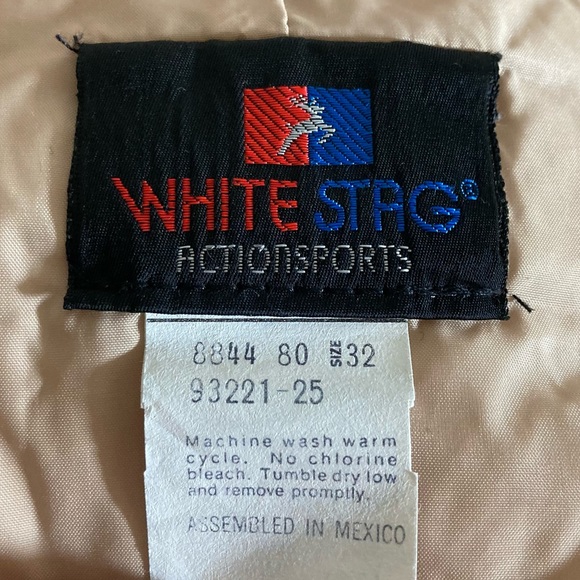 WHITE STAG®
ACTIONSPORTS
8844 80 SIZE 32
93221-25
Machine wash warm
cycle. No chlorine
bleach. Tumble dry low
and remove promptly.
ASSEMBLED IN MEXICO